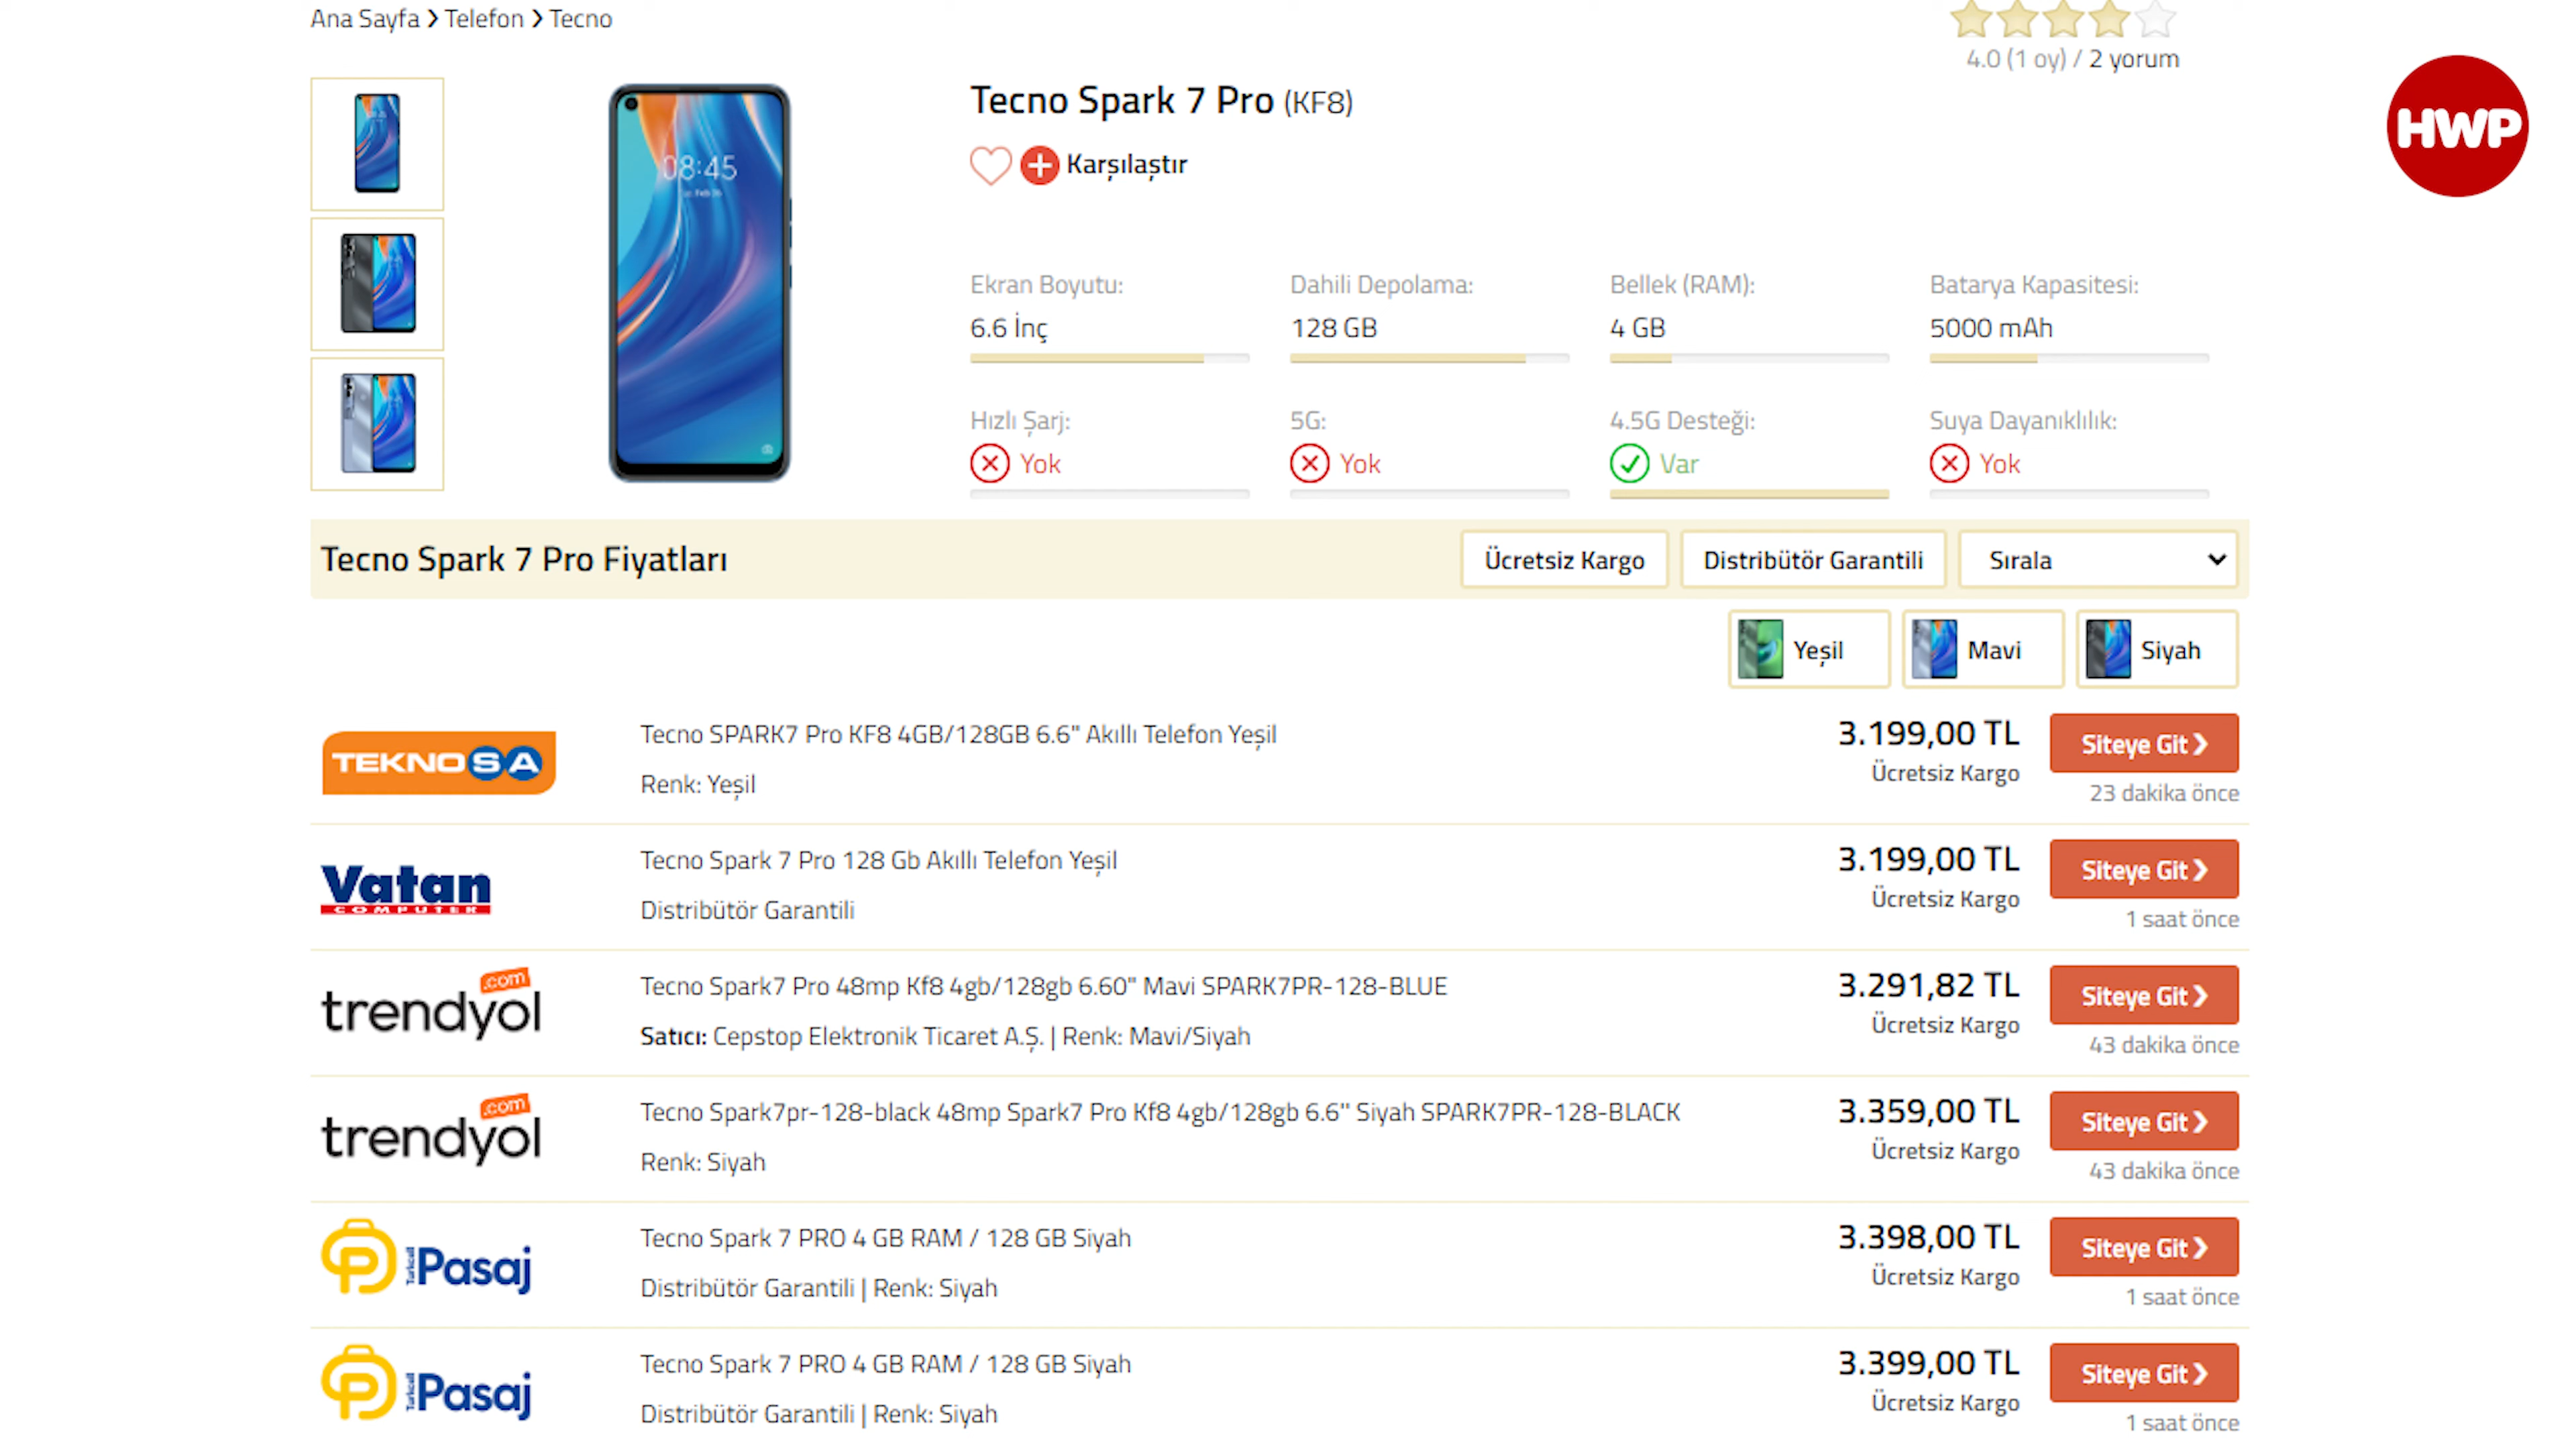 Ana Sayfa > Telefon > Tecno
4.0 (1 oy) / 2 yorum
HWP
Tecno Spark 7 Pro (KF8)
Karşılaştır
08:45
Ekran Boyutu: Dahili Depolama: Bellek (RAM): Batarya Kapasitesi:
6.6 İnç 128 GB 4 GB 5000 mAh
Hızlı Şarj: 5G: 4.5G Desteği: Suya Dayanıklılık:
Yok Yok Var Yok
Tecno Spark 7 Pro Fiyatları Ücretsiz Kargo Distribütör Garantili Sırala
Yeşil Mavi Siyah
TEKNOSA
Tecno SPARK7 Pro KF8 4GB/128GB 6.6" Akıllı Telefon Yeşil
Renk: Yeşil
3.199,00 TL
Ücretsiz Kargo
Siteye Git
23 dakika önce
Vatan
COMPUTER
Tecno Spark 7 Pro 128 Gb Akıllı Telefon Yeşil
Distribütör Garantili
3.199,00 TL
Ücretsiz Kargo
Siteye Git
1 saat önce
trendyol.com
Tecno Spark7 Pro 48mp Kf8 4gb/128gb 6.60" Mavi SPARK7PR-128-BLUE
Satıcı: Cepstop Elektronik Ticaret A.Ş. | Renk: Mavi/Siyah
3.291,82 TL
Ücretsiz Kargo
Siteye Git
43 dakika önce
trendyol.com
Tecno Spark7pr-128-black 48mp Spark7 Pro Kf8 4gb/128gb 6.6" Siyah SPARK7PR-128-BLACK
Renk: Siyah
3.359,00 TL
Ücretsiz Kargo
Siteye Git
43 dakika önce
Turkcell Pasaj
Tecno Spark 7 PRO 4 GB RAM / 128 GB Siyah
Distribütör Garantili | Renk: Siyah
3.398,00 TL
Ücretsiz Kargo
Siteye Git
1 saat önce
Turkcell Pasaj
Tecno Spark 7 PRO 4 GB RAM / 128 GB Siyah
Distribütör Garantili | Renk: Siyah
3.399,00 TL
Ücretsiz Kargo
Siteye Git
1 saat önce